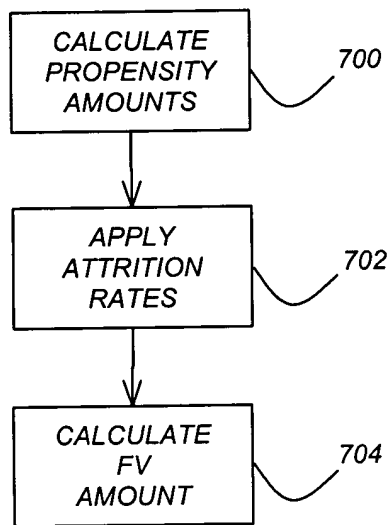 CALCULATE
PROPENSITY
AMOUNTS
700
APPLY
ATTRITION
RATES
702
CALCULATE
FV
AMOUNT
704